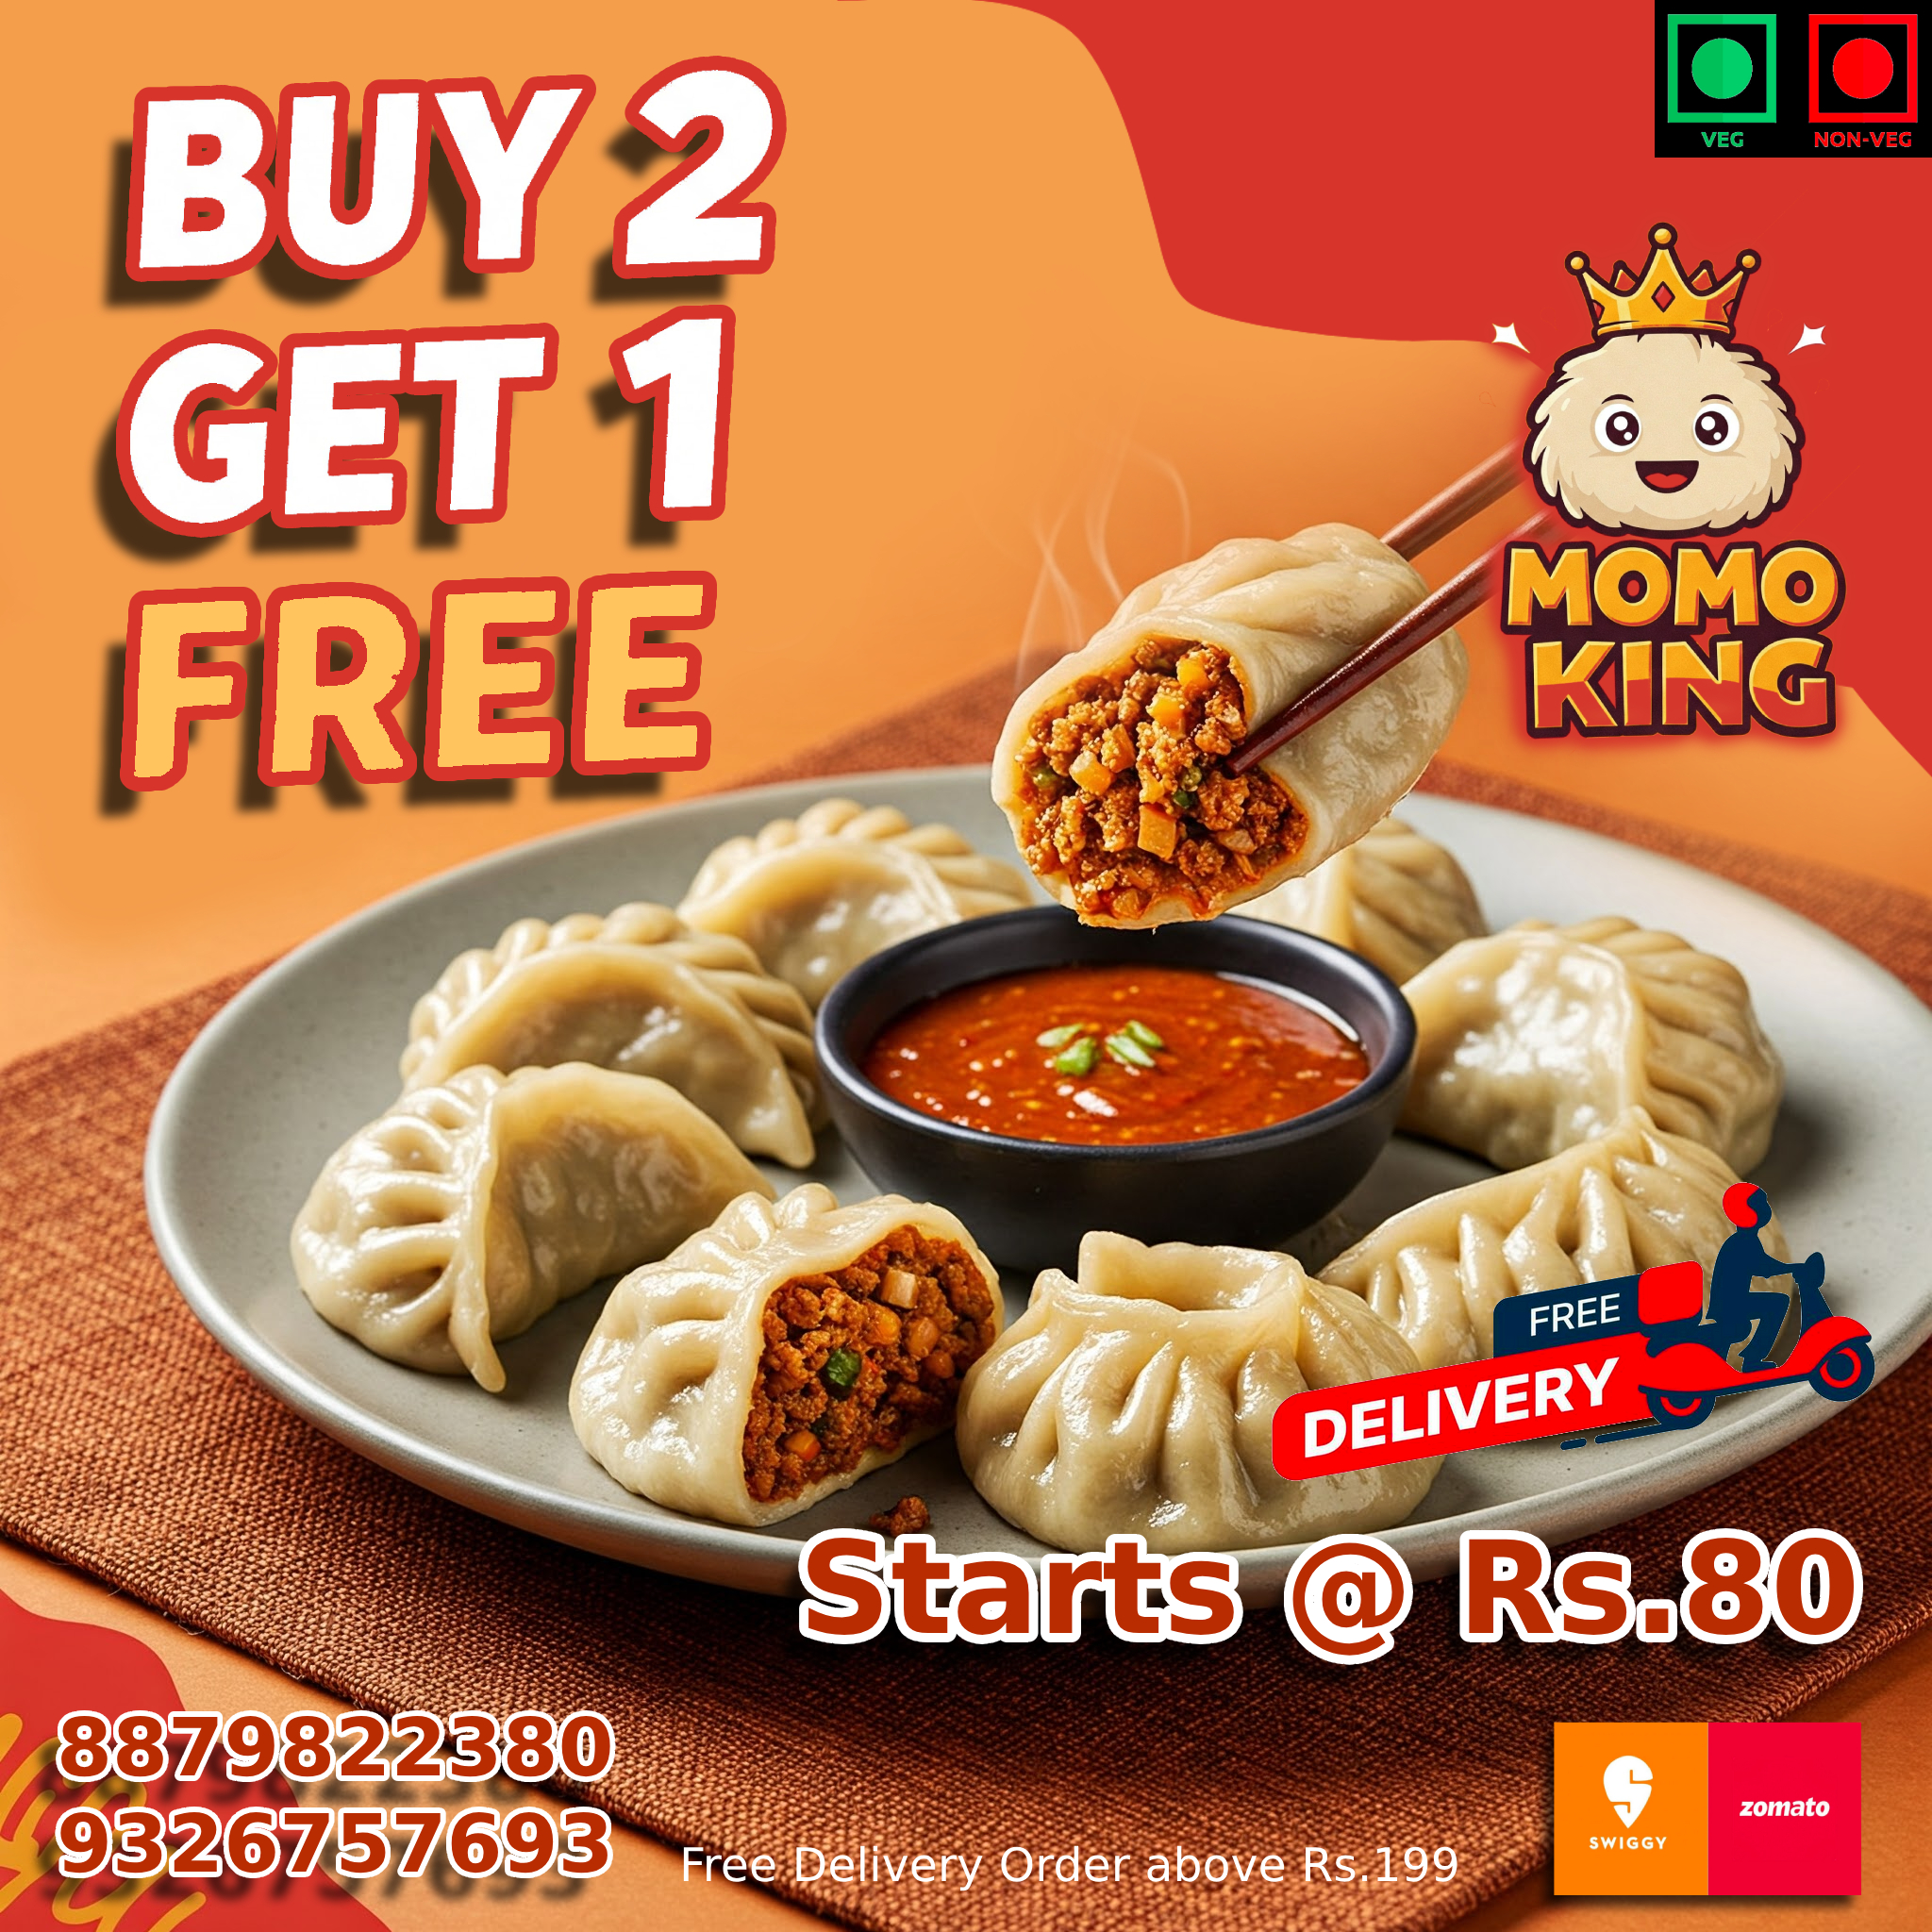 BUY 2
GET 1
FREE
VEG
NON-VEG
MOMO
KING
FREE
DELIVERY
Starts @ Rs.80
8879822380
9326757693
Free Delivery Order above Rs.199
SWIGGY
zomato